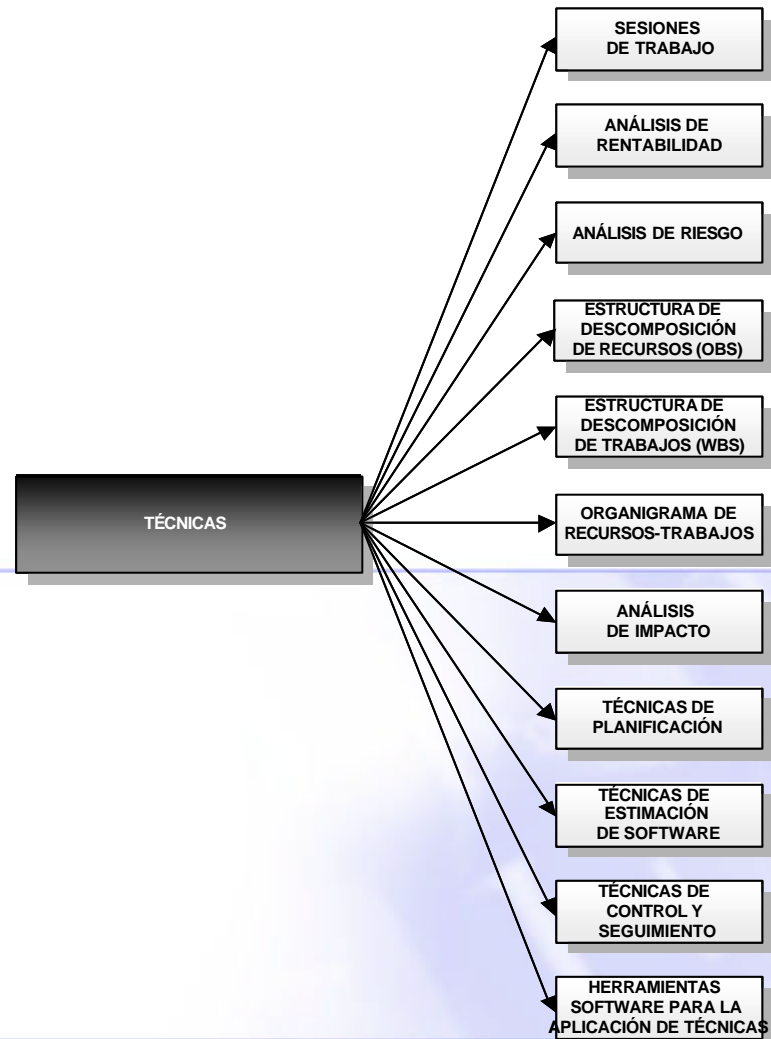 SESIONES
DE TRABAJO
ANÁLISIS DE
RENTABILIDAD
ANÁLISIS DE RIESGO
ESTRUCTURA DE
DESCOMPOSICIÓN
DE RECURSOS (OBS)
ESTRUCTURA DE
DESCOMPOSICIÓN
DE TRABAJOS (WBS)
TÉCNICAS
ORGANIGRAMA DE
RECURSOS-TRABAJOS
ANÁLISIS
DE IMPACTO
TÉCNICAS DE
PLANIFICACIÓN
TÉCNICAS DE
ESTIMACIÓN
DE SOFTWARE
TÉCNICAS DE
CONTROL Y
SEGUIMIENTO
HERRAMIENTAS
SOFTWARE PARA LA
APLICACIÓN DE TÉCNICAS